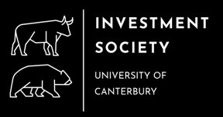 INVESTMENT
SOCIETY
UNIVERSITY OF
CANTERBURY